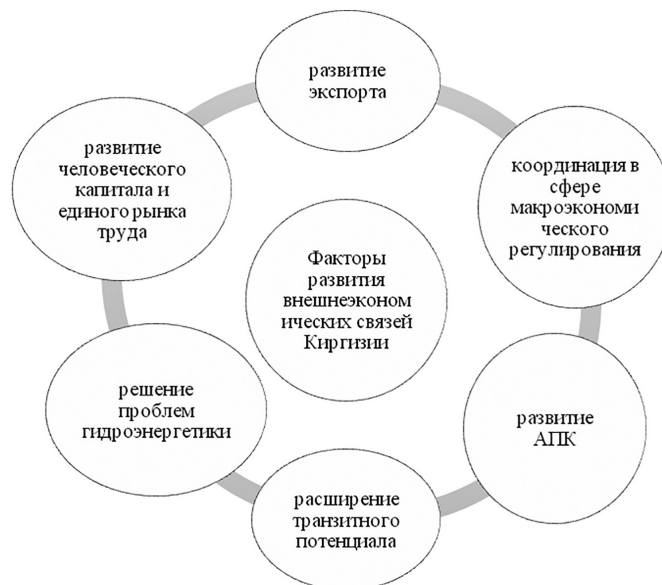 развитие
экспорта
координация в
сфере
макроэкономи
ческого
регулирования
развитие
АПК
расширение
транзитного
потенциала
решение
проблем
гидроэнергетики
развитие
человеческого
капитала и
единого рынка
труда
Факторы
развития
внешнеэконом
ических связей
Киргизии